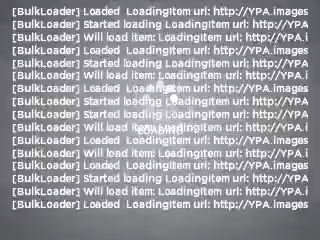 [BulkLoader] Loaded LoadingItem url: http://YPA.images
[BulkLoader] Started loading LoadingItem url: http://YPA
[BulkLoader] Will load item: LoadingItem url: http://YPA.i
[BulkLoader] Loaded LoadingItem url: http://YPA.images
[BulkLoader] Started loading LoadingItem url: http://YPA
[BulkLoader] Will load item: LoadingItem url: http://YPA.i
[BulkLoader] Loaded LoadingItem url: http://YPA.images
[BulkLoader] Started loading LoadingItem url: http://YPA
[BulkLoader] Started loading LoadingItem url: http://YPA
[BulkLoader] Will load item: LoadingItem url: http://YPA.i
LOADING
[BulkLoader] Loaded LoadingItem url: http://YPA.images
[BulkLoader] Will load item: LoadingItem url: http://YPA.i
[BulkLoader] Loaded LoadingItem url: http://YPA.images
[BulkLoader] Started loading LoadingItem url: http://YPA
[BulkLoader] Will load item: LoadingItem url: http://YPA.i
[BulkLoader] Loaded LoadingItem url: http://YPA.images